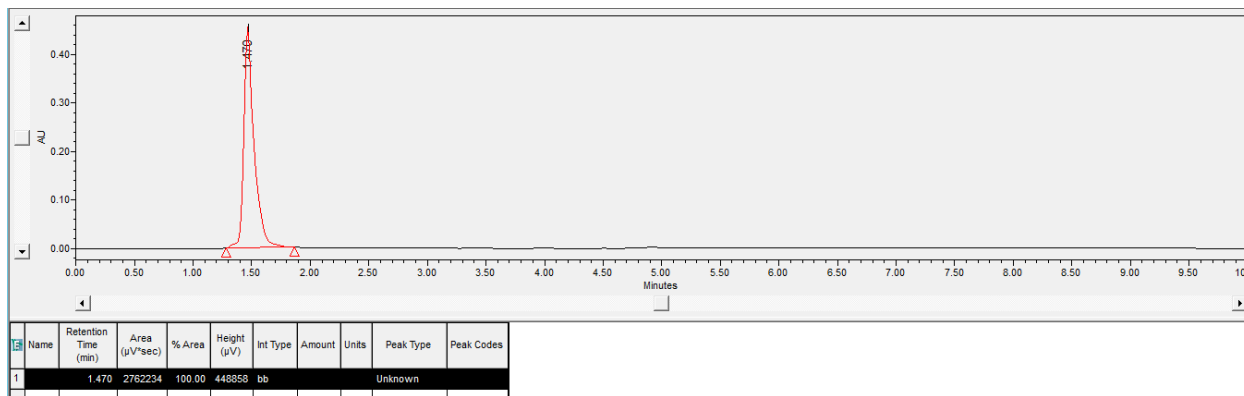 1.470
0.40
0.30
AU
0.20
0.10
0.00
0.00 0.50 1.00 1.50 2.00 2.50 3.00 3.50 4.00 4.50 5.00 5.50 6.00 6.50 7.00 7.50 8.00 8.50 9.00 9.50
Minutes
Name Retention Time (min) Area (µV*sec) % Area Height (µV) Int Type Amount Units Peak Type Peak Codes
1 1.470 2762234 100.00 448858 bb Unknown